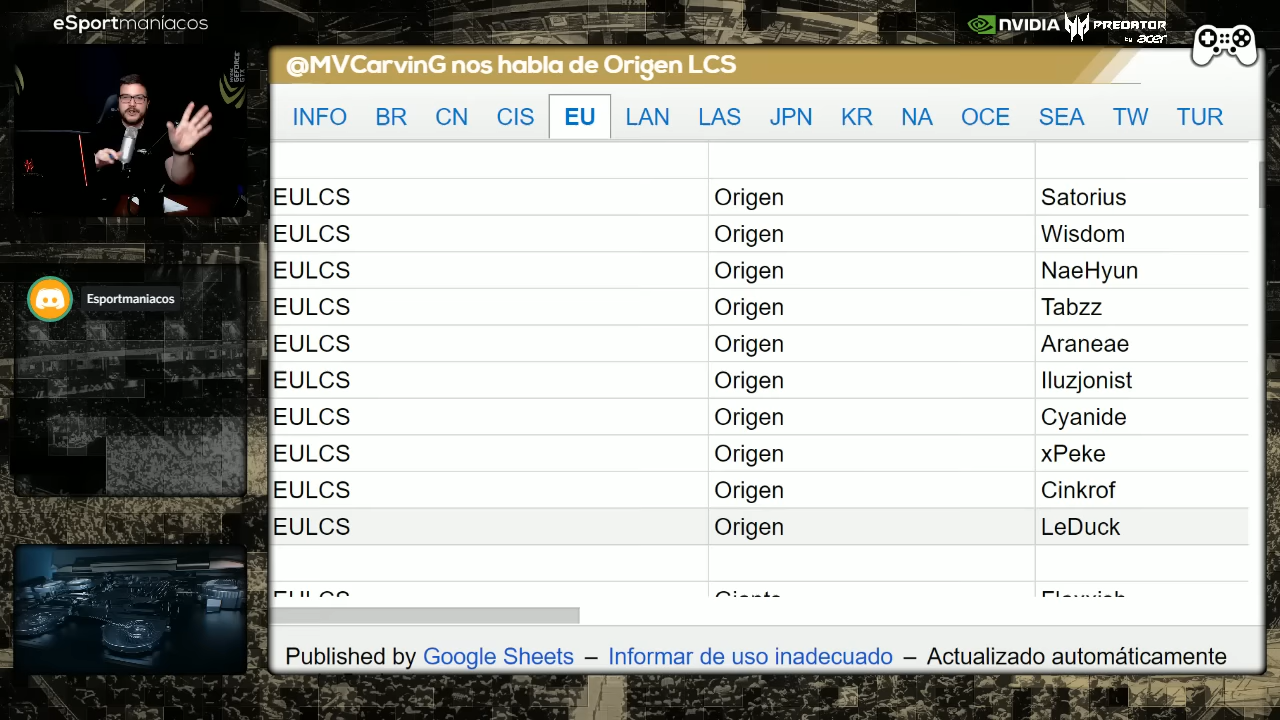 eSportmaníacos
NVIDIA PREDATOR by acer
@MVCarvinG nos habla de Origen LCS
INFO BR CN CIS EU LAN LAS JPN KR NA OCE SEA TW TUR
EULCS Origen Satorius
EULCS Origen Wisdom
EULCS Origen NaeHyun
EULCS Origen Tabzz
EULCS Origen Araneae
EULCS Origen Iluzjonist
EULCS Origen Cyanide
EULCS Origen xPeke
EULCS Origen Cinkrof
EULCS Origen LeDuck
EULCS Giants
Esportmaniacos
Published by Google Sheets – Informar de uso inadecuado – Actualizado automáticamente